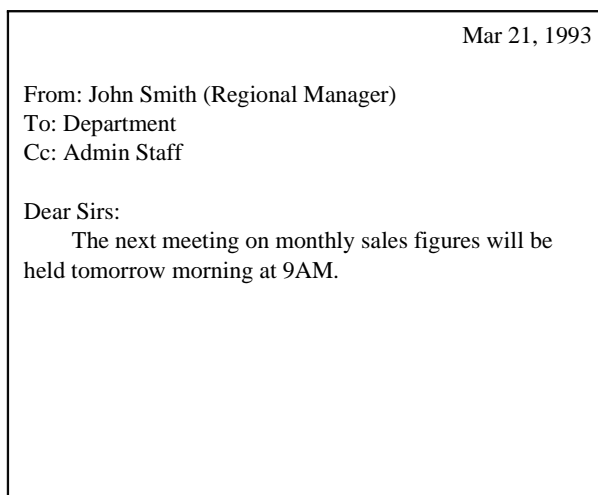 Mar 21, 1993
From: John Smith (Regional Manager)
To: Department
Cc: Admin Staff
Dear Sirs:
The next meeting on monthly sales figures will be
held tomorrow morning at 9AM.